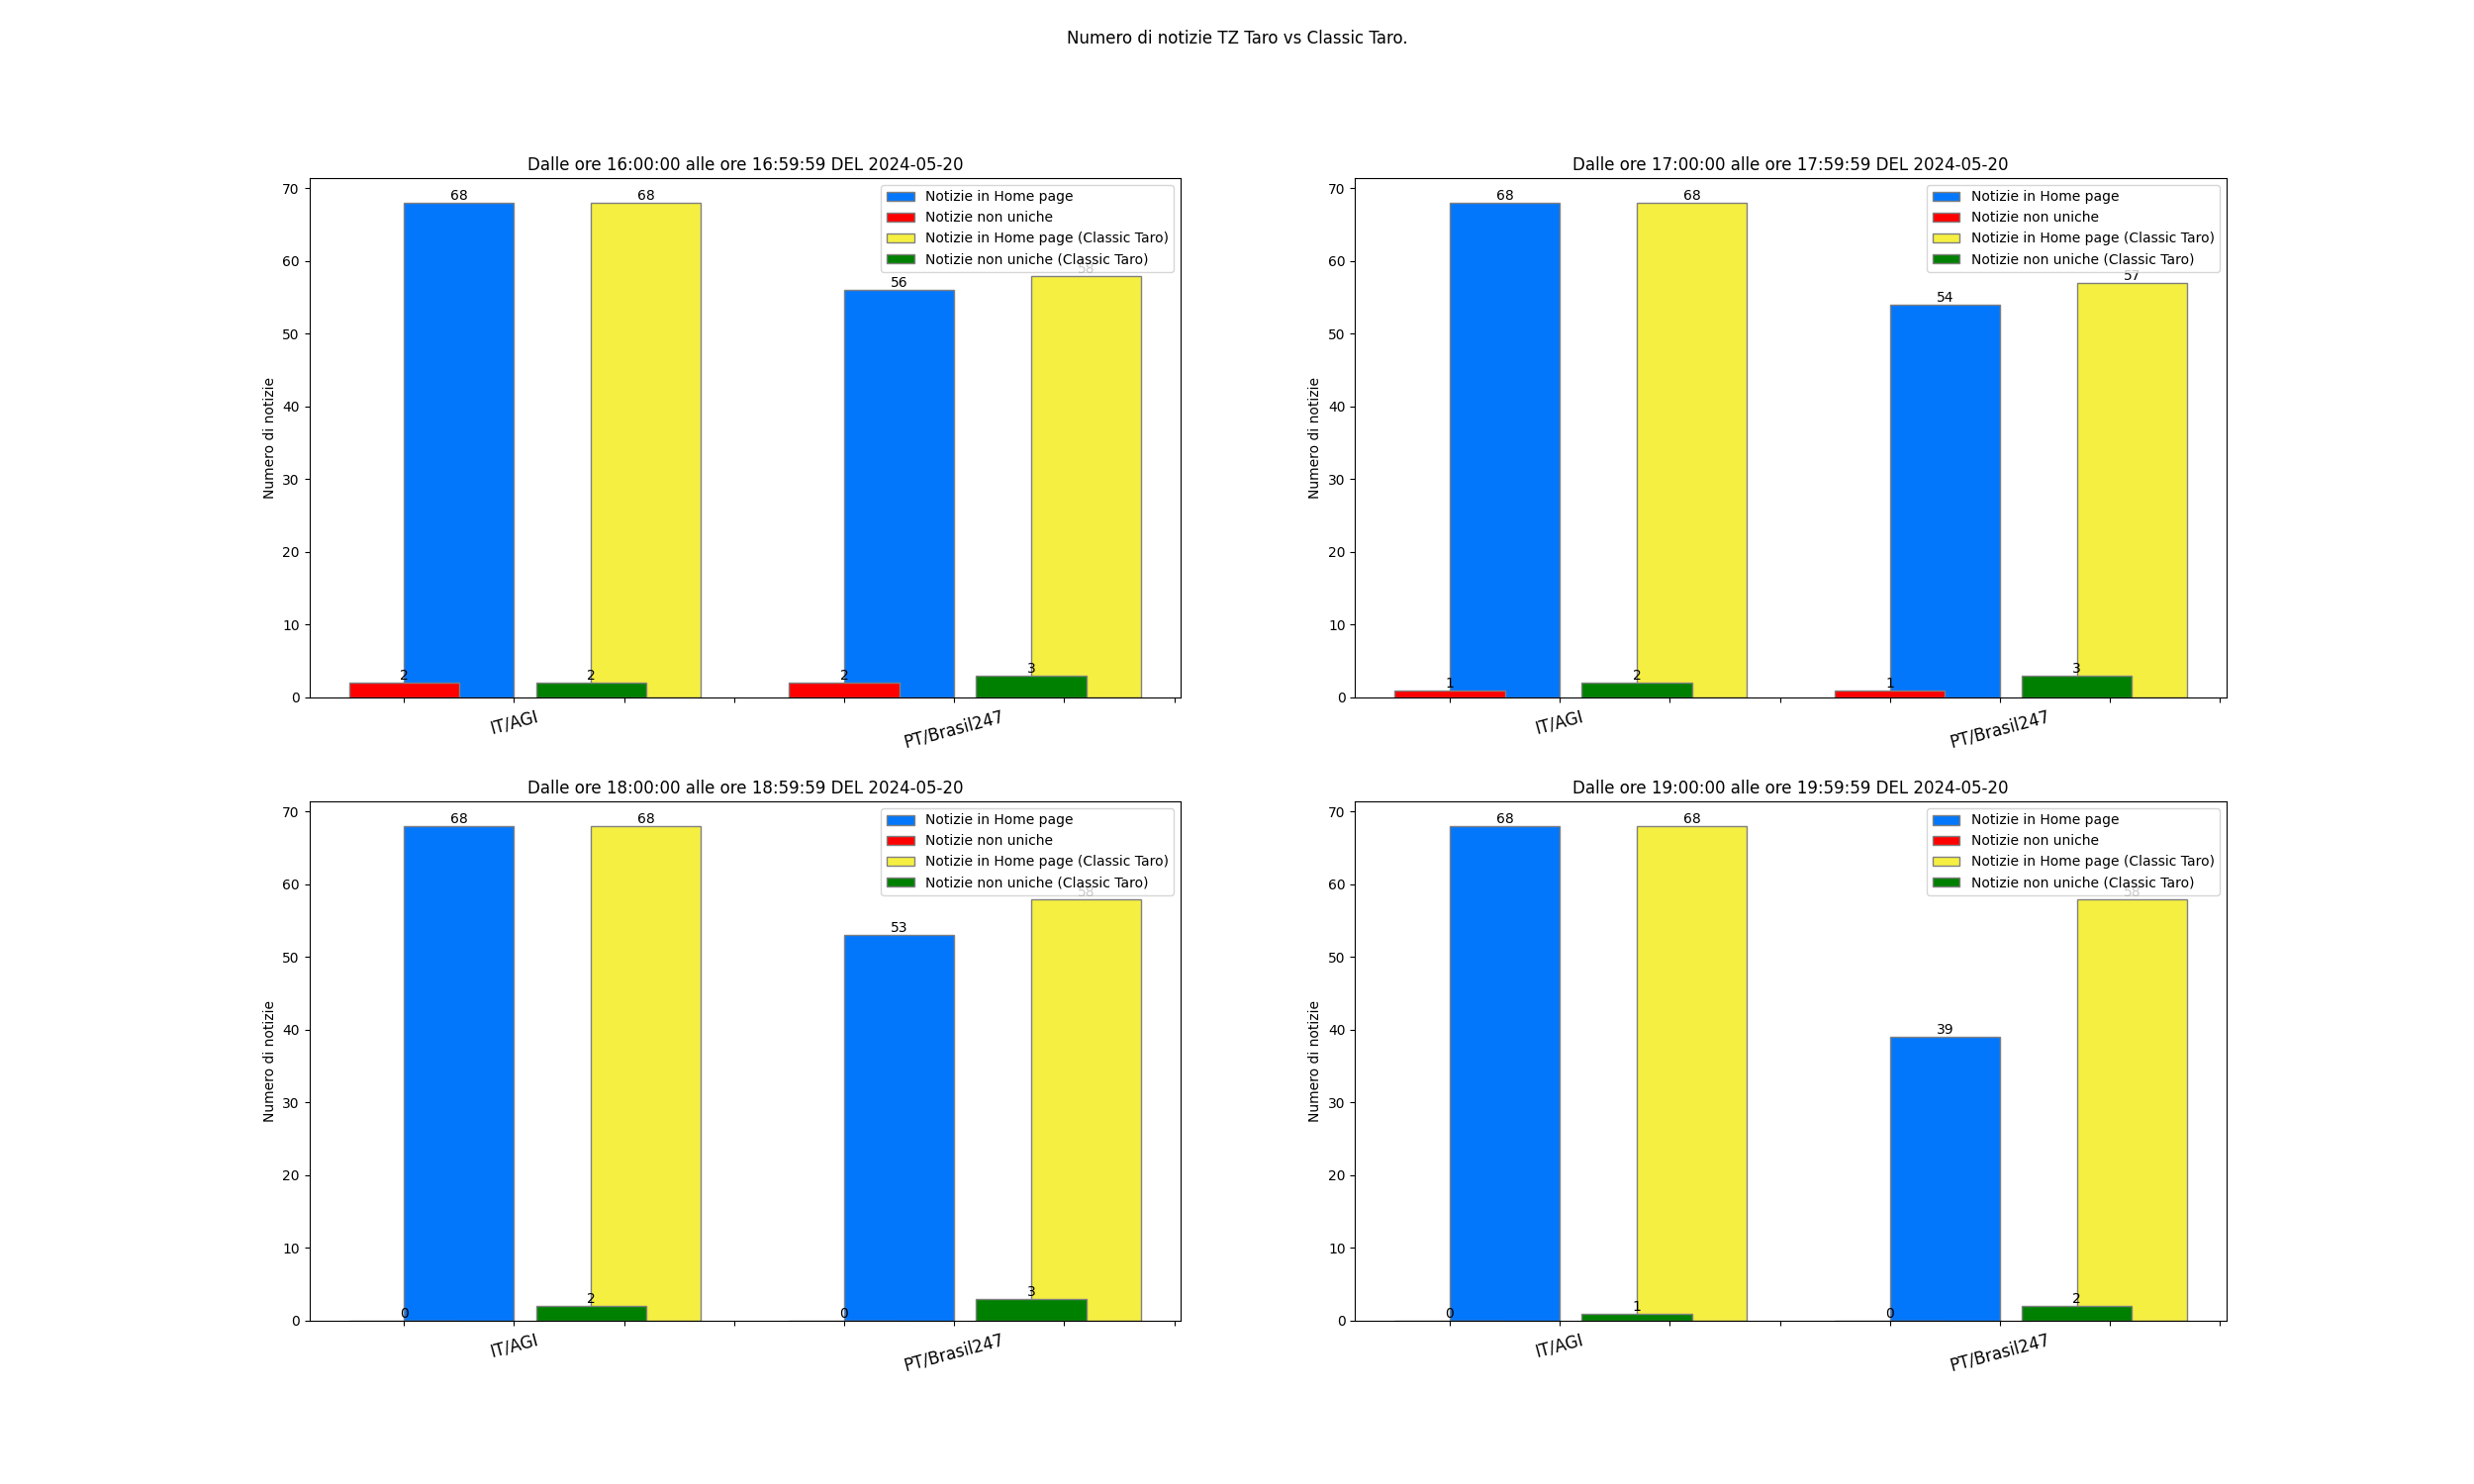 Numero di notizie TZ Taro vs Classic Taro.
Dalle ore 16:00:00 alle ore 16:59:59 DEL 2024-05-20
Numero di notizie
70
60
50
40
30
20
10
0
68
68
56
58
2
2
2
3
Notizie in Home page
Notizie non uniche
Notizie in Home page (Classic Taro)
Notizie non uniche (Classic Taro)
IT/AGI
PT/Brasil247
Dalle ore 17:00:00 alle ore 17:59:59 DEL 2024-05-20
Numero di notizie
70
60
50
40
30
20
10
0
68
68
54
57
1
2
1
3
Notizie in Home page
Notizie non uniche
Notizie in Home page (Classic Taro)
Notizie non uniche (Classic Taro)
IT/AGI
PT/Brasil247
Dalle ore 18:00:00 alle ore 18:59:59 DEL 2024-05-20
Numero di notizie
70
60
50
40
30
20
10
0
68
68
53
58
0
2
0
3
Notizie in Home page
Notizie non uniche
Notizie in Home page (Classic Taro)
Notizie non uniche (Classic Taro)
IT/AGI
PT/Brasil247
Dalle ore 19:00:00 alle ore 19:59:59 DEL 2024-05-20
Numero di notizie
70
60
50
40
30
20
10
0
68
68
39
58
0
1
0
2
Notizie in Home page
Notizie non uniche
Notizie in Home page (Classic Taro)
Notizie non uniche (Classic Taro)
IT/AGI
PT/Brasil247